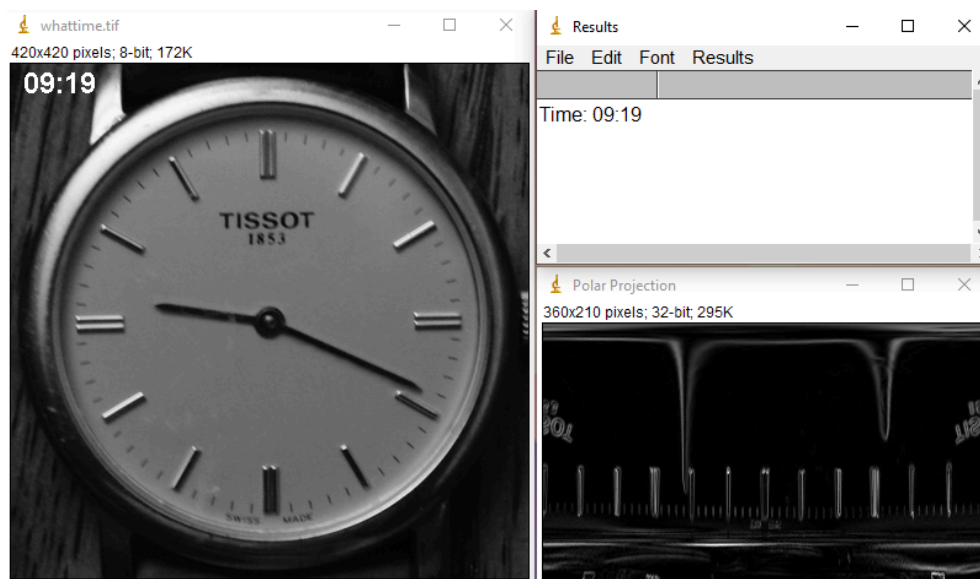 whattime.tif
420x420 pixels; 8-bit; 172K
09:19
TISSOT
1853
SWISS MADE
Results
File Edit Font Results
Time: 09:19
Polar Projection
360x210 pixels; 32-bit; 295K